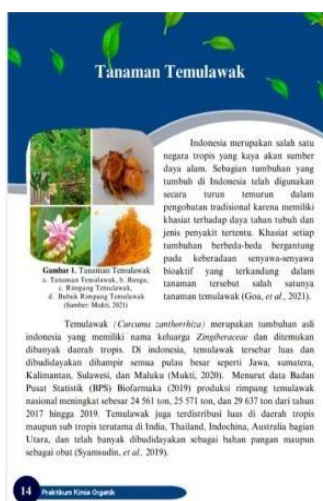 Tanaman Temulawak
Indonesia merupakan salah satu
negara tropis yang kaya akan sumber
daya alam. Sebagian tumbuhan yang
tumbuh di Indonesia telah digunakan
secara turun temurun dalam
pengobatan tradisional karena memiliki
khasiat terhadap daya tahan tubuh dan
jenis penyakit tertentu. Khasiat setiap
tumbuhan berbeda-beda bergantung
pada keberadaan senyawa-senyawa
bioaktif yang terkandung dalam
tanaman tersebut salah satunya
tanaman temulawak (Goa, et al., 2021).
Gambar 1. Tanaman Temulawak
a. Tanaman Temulawak, b. Bunga,
c. Rimpang Temulawak,
d. Bubuk Rimpang Temulawak
(Sumber: Mukti, 2021)
Temulawak (Curcuma zanthorrhiza) merupakan tumbuhan asli
indonesia yang memiliki nama keluarga Zingiberaceae dan ditemukan
dibanyak daerah tropis. Di indonesia, temulawak tersebar luas dan
dibudidayakan dihampir semua pulau besar seperti Jawa, sumatera,
Kalimantan, Sulawesi, dan Maluku (Mukti, 2020). Menurut data Badan
Pusat Statistik (BPS) Biofarmaka (2019) produksi rimpang temulawak
nasional meningkat sebesar 24 561 ton, 25 571 ton, dan 29 637 ton dari tahun
2017 hingga 2019. Temulawak juga terdistribusi luas di daerah tropis
maupun sub tropis terutama di India, Thailand, Indochina, Australia bagian
Utara, dan telah banyak dibudidayakan sebagai bahan pangan maupun
sebagai obat (Syamsudin, et al., 2019).
14 Praktikum Kimia Organik